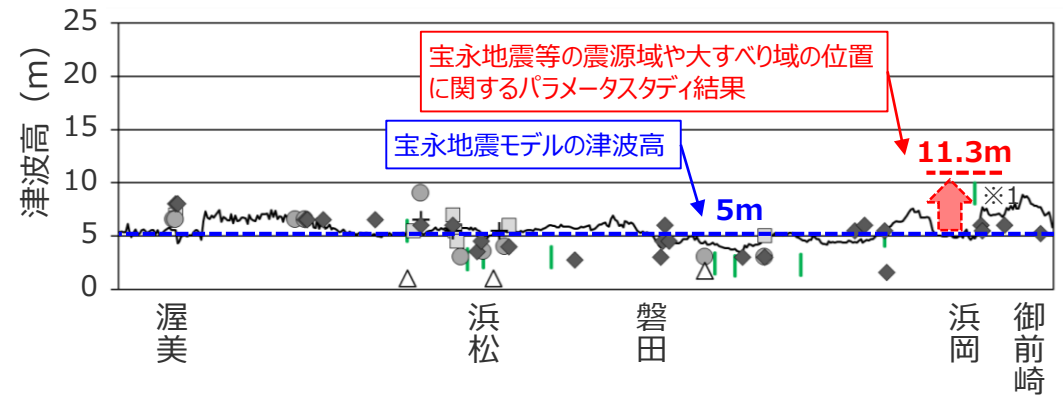 25
20
15
10
5
0
津波高（m）
宝永地震等の震源域や大すべり域の位置
に関するパラメータスタディ結果
宝永地震モデルの津波高
11.3m
5m
※1
渥美
浜松
磐田
浜岡
御前崎